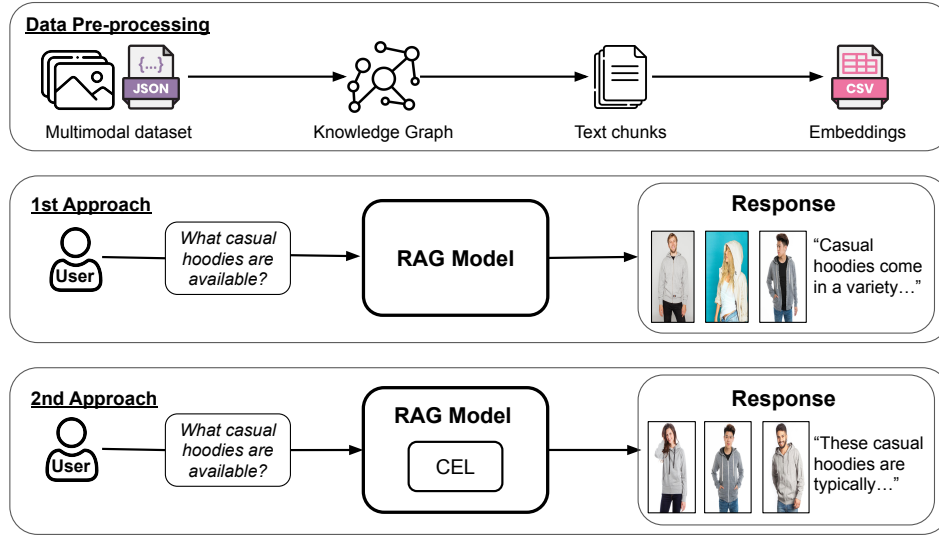 Data Pre-processing
{...}
JSON
CSV
Multimodal dataset
Knowledge Graph
Text chunks
Embeddings
1st Approach
User
What casual
hoodies are
available?
RAG Model
Response
“Casual
hoodies come
in a variety…”
2nd Approach
User
What casual
hoodies are
available?
RAG Model
CEL
Response
“These casual
hoodies are
typically…”